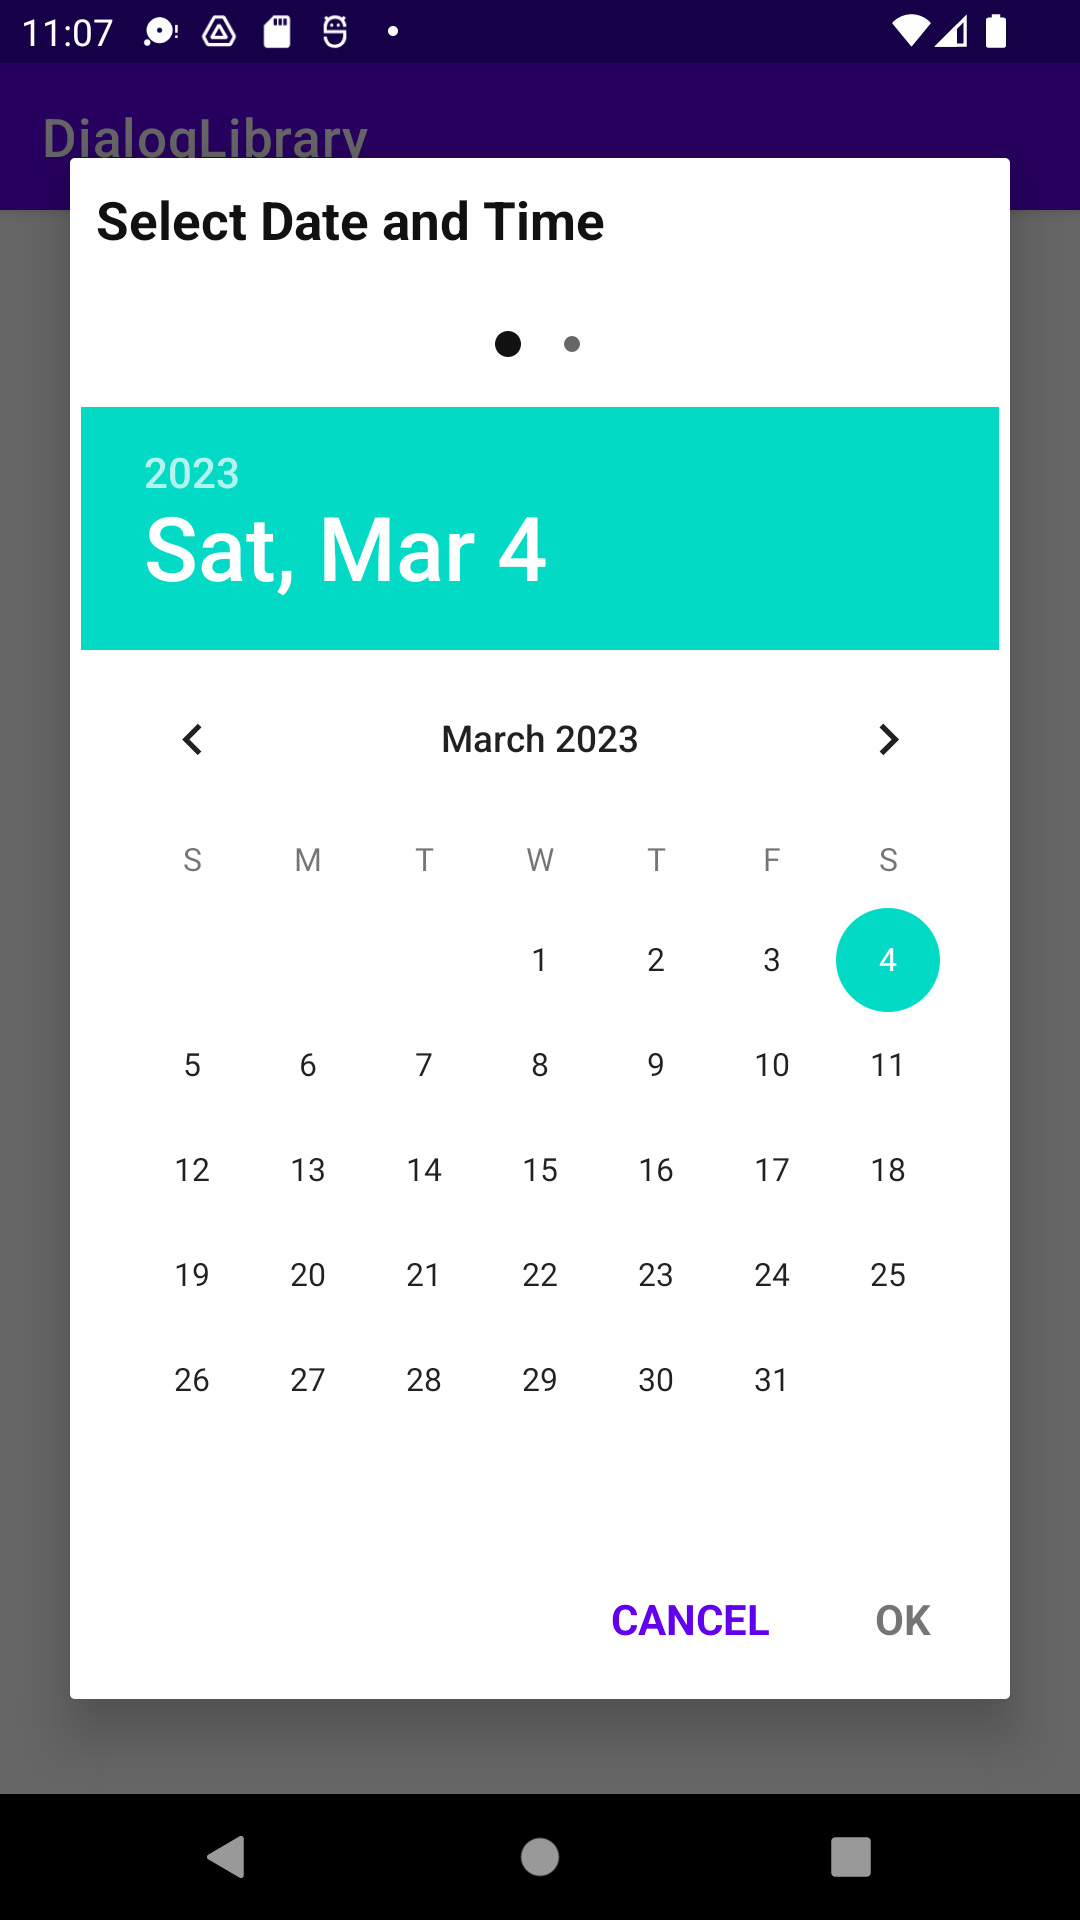 11:07
DialogLibrary
Select Date and Time
2023
Sat, Mar 4
March 2023
S M T W T F S
1 2 3 4
5 6 7 8 9 10 11
12 13 14 15 16 17 18
19 20 21 22 23 24 25
26 27 28 29 30 31
CANCEL OK